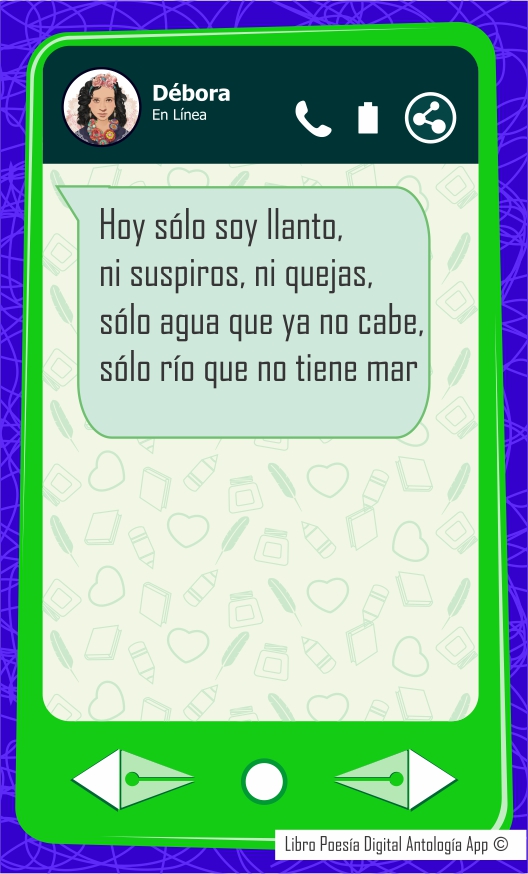 Débora
En Línea
Hoy sólo soy llanto,
ni suspiros, ni quejas,
sólo agua que ya no cabe,
sólo río que no tiene mar
Libro Poesía Digital Antología App ©